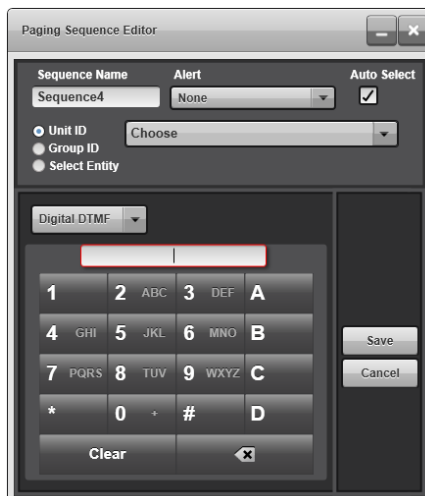 Paging Sequence Editor
Sequence Name Alert Auto Select
Sequence4 None
Unit ID Choose
Group ID
Select Entity
Digital DTMF
1 2 ABC 3 DEF A
4 GHI 5 JKL 6 MNO B
Save
7 PQRS 8 TUV 9 WXYZ C
Cancel
* 0 + # D
Clear